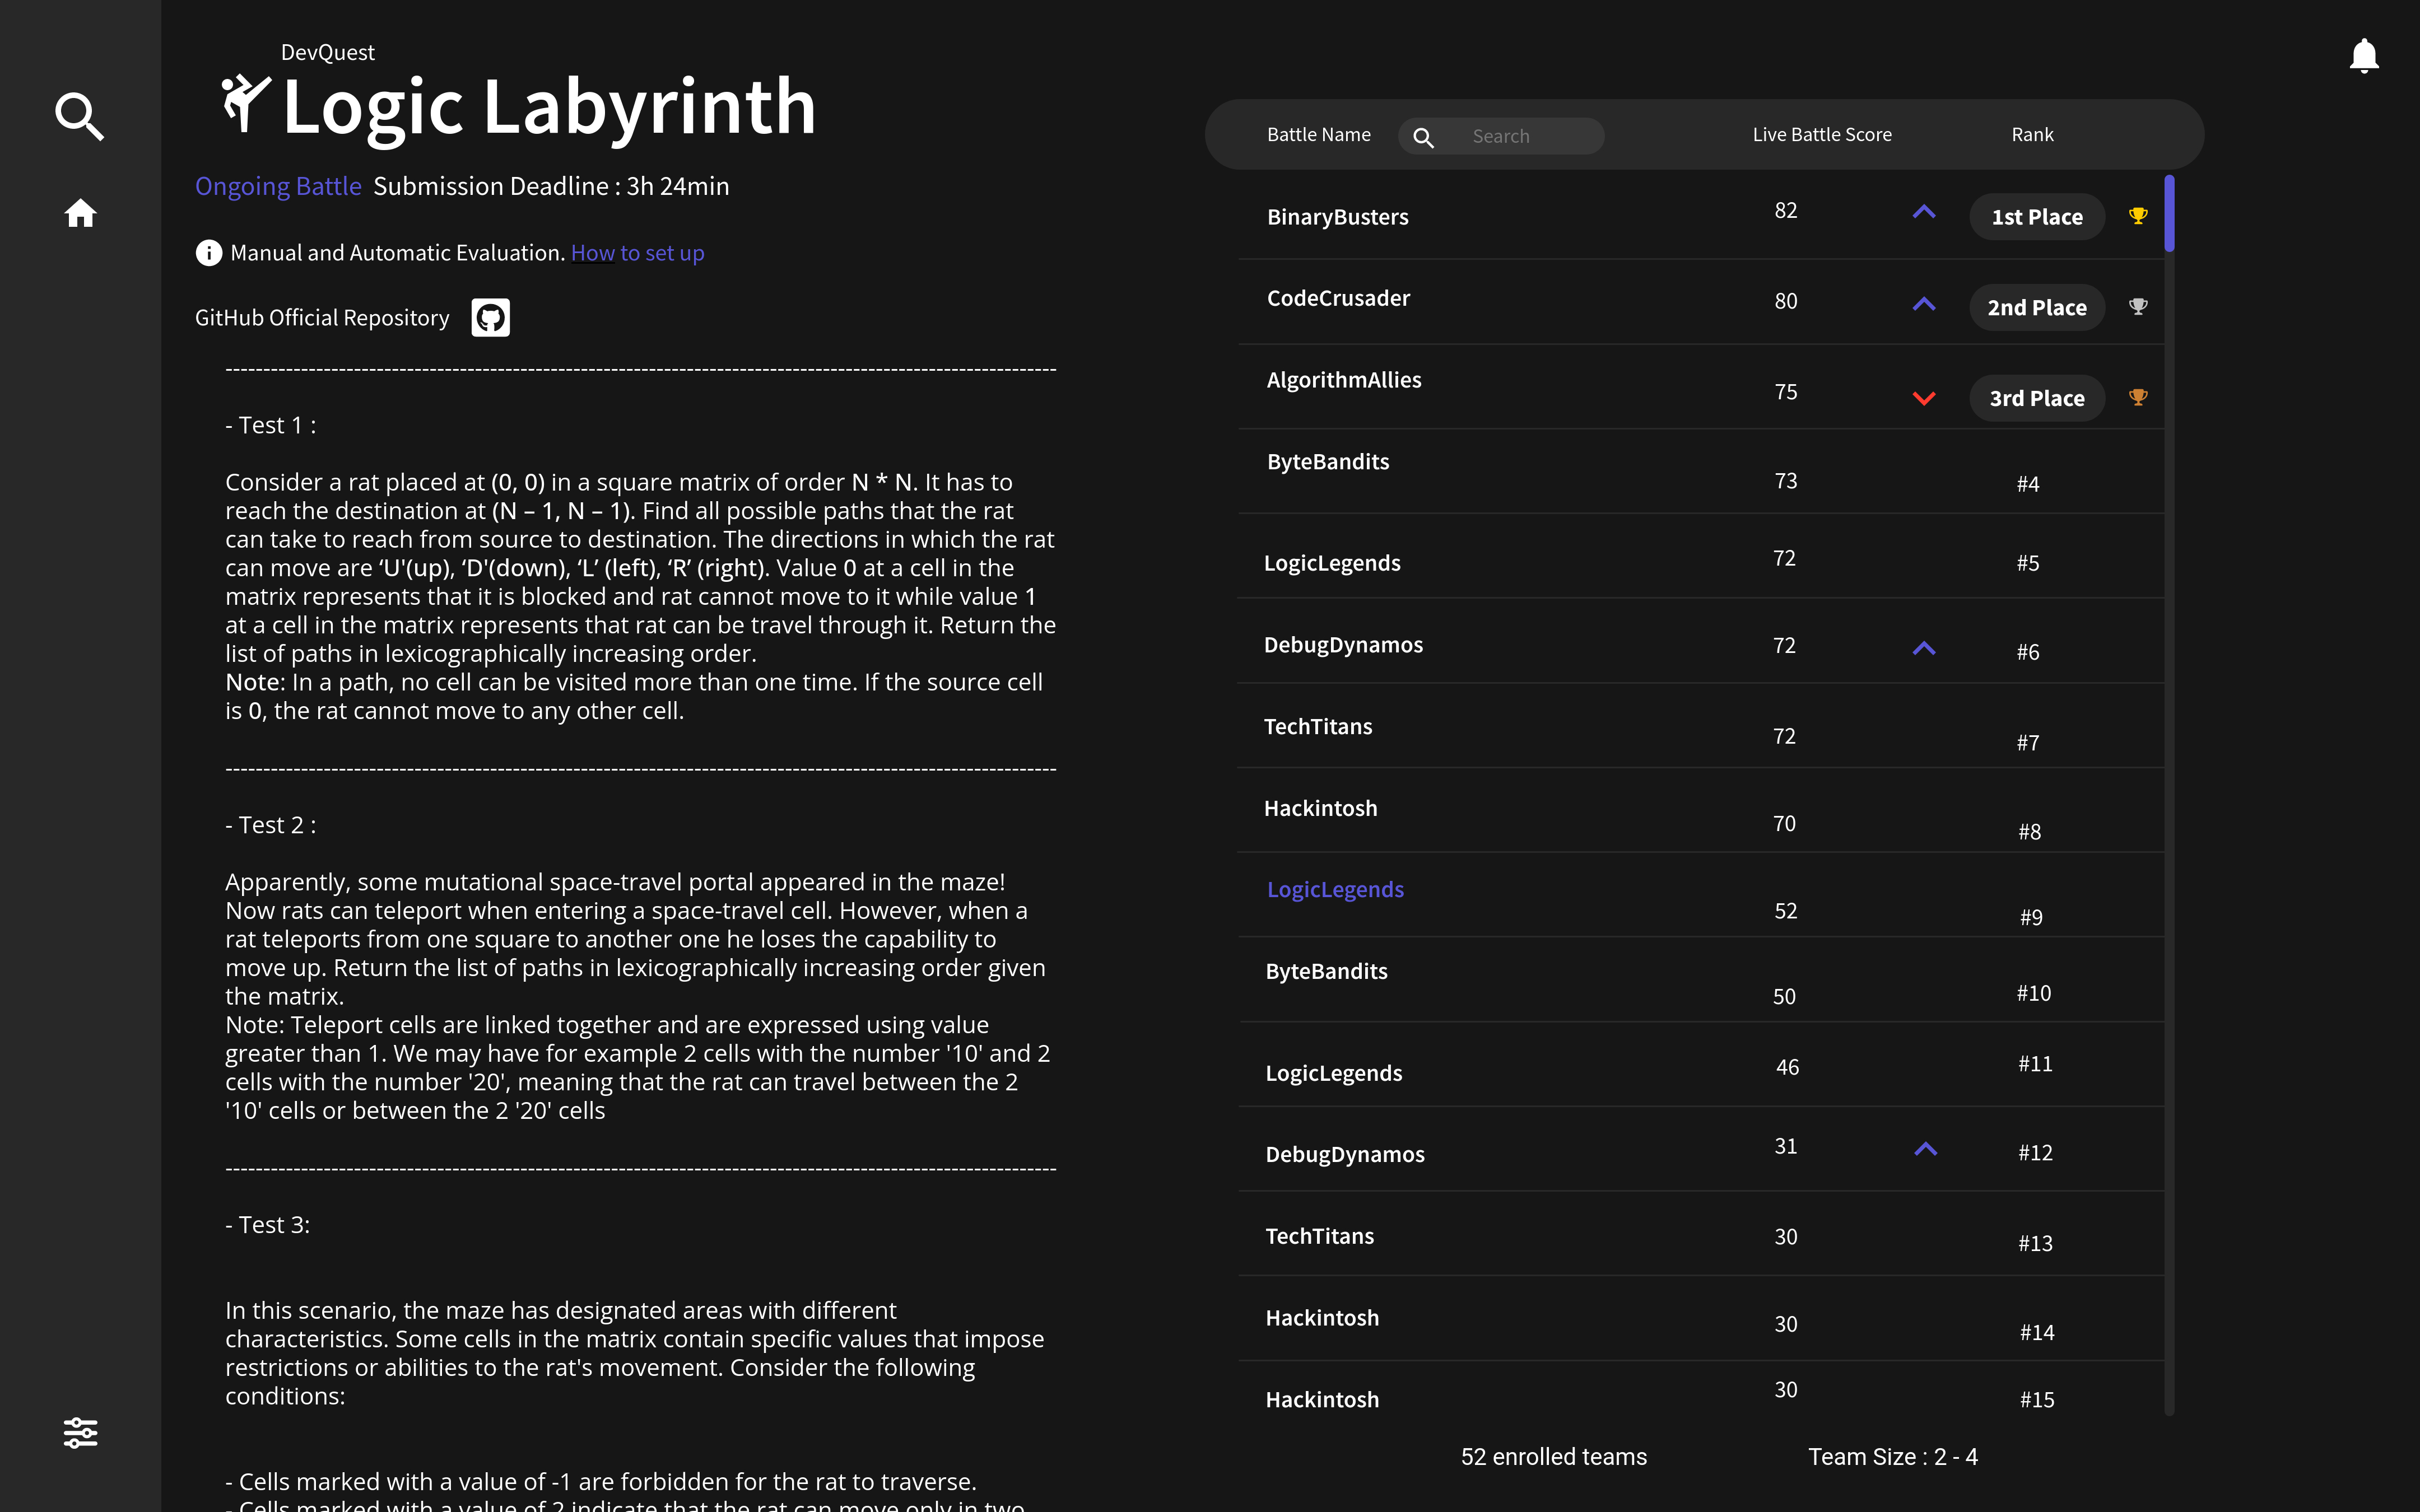 DevQuest
Logic Labyrinth
Ongoing Battle Submission Deadline : 3h 24min
Manual and Automatic Evaluation. How to set up
GitHub Official Repository
--------------------------------------------------------------------------------------------------------------
- Test 1 :
Consider a rat placed at (0, 0) in a square matrix of order N * N. It has to
reach the destination at (N – 1, N – 1). Find all possible paths that the rat
can take to reach from source to destination. The directions in which the rat
can move are ‘U'(up), ‘D'(down), ‘L’ (left), ‘R’ (right). Value 0 at a cell in the
matrix represents that it is blocked and rat cannot move to it while value 1
at a cell in the matrix represents that rat can be travel through it. Return the
list of paths in lexicographically increasing order.
Note: In a path, no cell can be visited more than one time. If the source cell
is 0, the rat cannot move to any other cell.
--------------------------------------------------------------------------------------------------------------
- Test 2 :
Apparently, some mutational space-travel portal appeared in the maze!
Now rats can teleport when entering a space-travel cell. However, when a
rat teleports from one square to another one he loses the capability to
move up. Return the list of paths in lexicographically increasing order given
the matrix.
Note: Teleport cells are linked together and are expressed using value
greater than 1. We may have for example 2 cells with the number '10' and 2
cells with the number '20', meaning that the rat can travel between the 2
'10' cells or between the 2 '20' cells
--------------------------------------------------------------------------------------------------------------
- Test 3:
In this scenario, the maze has designated areas with different
characteristics. Some cells in the matrix contain specific values that impose
restrictions or abilities to the rat's movement. Consider the following
conditions:
- Cells marked with a value of -1 are forbidden for the rat to traverse.
- Cells marked with a value of 2 indicate that the rat can move only in two
Battle Name Search Live Battle Score Rank
BinaryBusters 82 1st Place
CodeCrusader 80 2nd Place
AlgorithmAllies 75 3rd Place
ByteBandits 73 #4
LogicLegends 72 #5
DebugDynamos 72 #6
TechTitans 72 #7
Hackintosh 70 #8
LogicLegends 52 #9
ByteBandits 50 #10
LogicLegends 46 #11
DebugDynamos 31 #12
TechTitans 30 #13
Hackintosh 30 #14
Hackintosh 30 #15
52 enrolled teams Team Size : 2 - 4